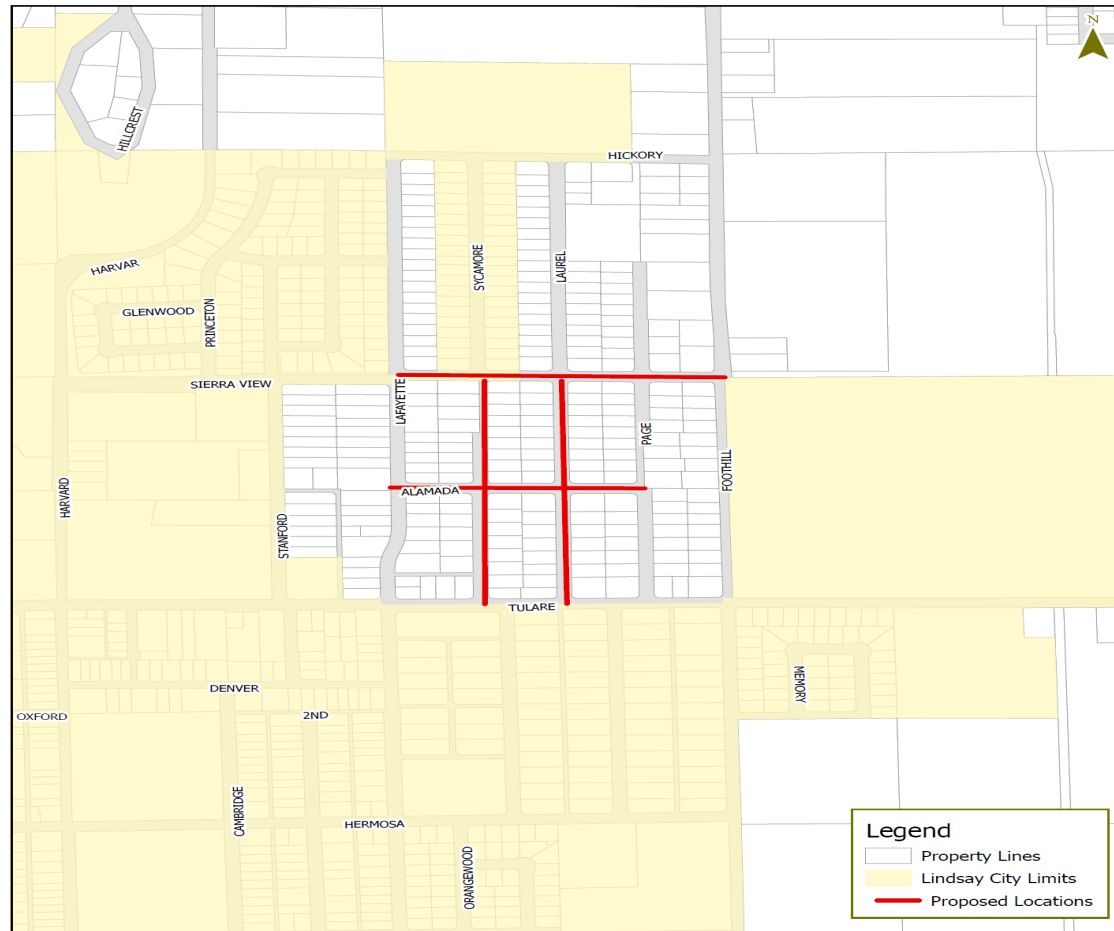 N
HILLCREST
HICKORY
HARVAR
SYCAMORE
LAUREL
GLENWOOD
PRINCETON
SIERRA VIEW
LAFAYETTE
PAGE
FOOTHILL
HARVARD
ALAMADA
STANFORD
TULARE
DENVER
MEMORY
OXFORD
2ND
CAMBRIDGE
HERMOSA
ORANGEWOOD
Legend
Property Lines
Lindsay City Limits
Proposed Locations